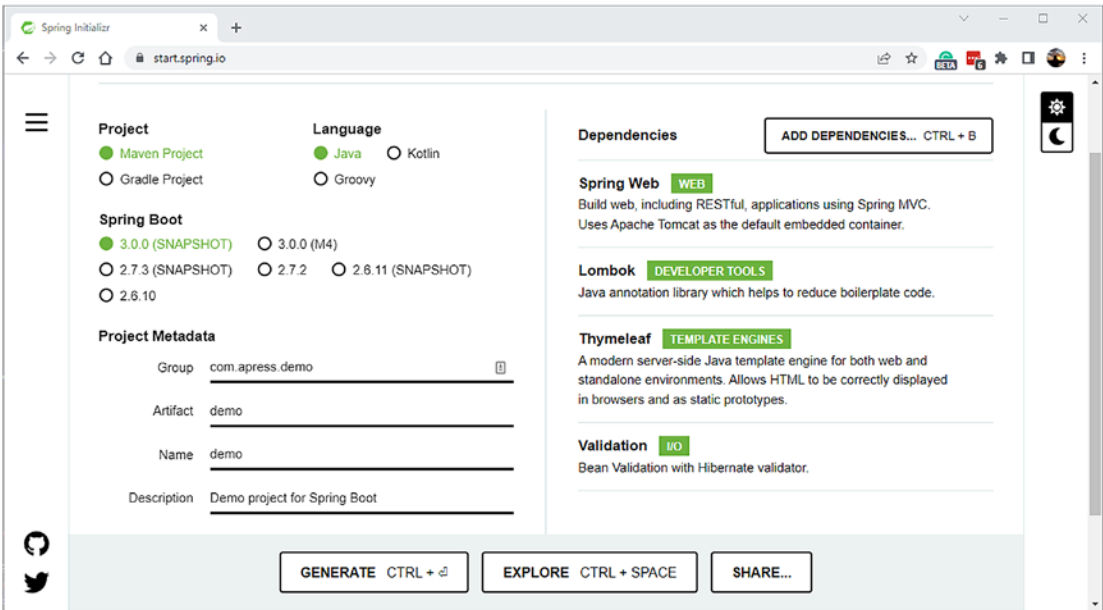 Spring Initializr
start.spring.io
BETA
6
Project
Maven Project
Gradle Project
Language
Java Kotlin
Groovy
Spring Boot
3.0.0 (SNAPSHOT) 3.0.0 (M4)
2.7.3 (SNAPSHOT) 2.7.2 2.6.11 (SNAPSHOT)
2.6.10
Project Metadata
Group com.apress.demo
Artifact demo
Name demo
Description Demo project for Spring Boot
Dependencies ADD DEPENDENCIES... CTRL + B
Spring Web WEB
Build web, including RESTful, applications using Spring MVC.
Uses Apache Tomcat as the default embedded container.
Lombok DEVELOPER TOOLS
Java annotation library which helps to reduce boilerplate code.
Thymeleaf TEMPLATE ENGINES
A modern server-side Java template engine for both web and
standalone environments. Allows HTML to be correctly displayed
in browsers and as static prototypes.
Validation I/O
Bean Validation with Hibernate validator.
GENERATE CTRL + ⏎ EXPLORE CTRL + SPACE SHARE...